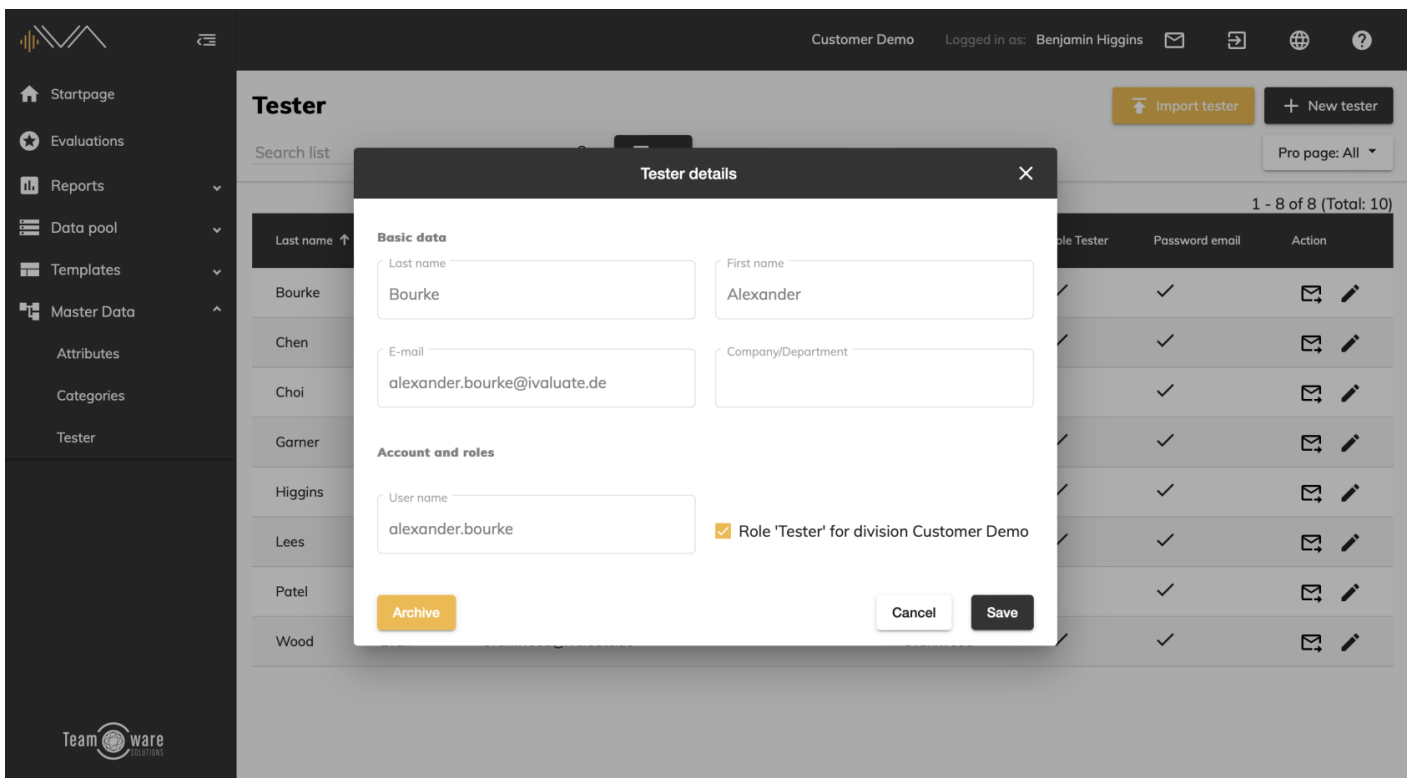 Customer Demo Logged in as: Benjamin Higgins
Startpage
Evaluations
Reports
Data pool
Templates
Master Data
Attributes
Categories
Tester
Team ware
SOLUTIONS
Tester
Import tester
New tester
Search list
Pro page: All
1 - 8 of 8 (Total: 10)
Last name Tester Password email Action
Bourke
Chen
Choi
Garner
Higgins
Lees
Patel
Wood
Tester details
Basic data
Last name
Bourke
First name
Alexander
E-mail
alexander.bourke@ivaluate.de
Company/Department
Account and roles
User name
alexander.bourke
Role 'Tester' for division Customer Demo
Archive
Cancel
Save